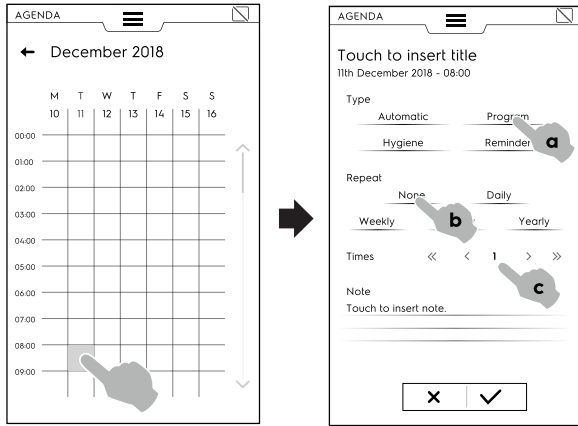 AGENDA
December 2018
M T W T F S S
10 11 12 13 14 15 16
00:00
01:00
02:00
03:00
04:00
05:00
06:00
07:00
08:00
09:00
AGENDA
Touch to insert title
11th December 2018 - 08:00
Type
Automatic Program
Hygiene Reminder
a
Repeat
None Daily
Weekly Yearly
b
Times « < 1 > »
c
Note
Touch to insert note.